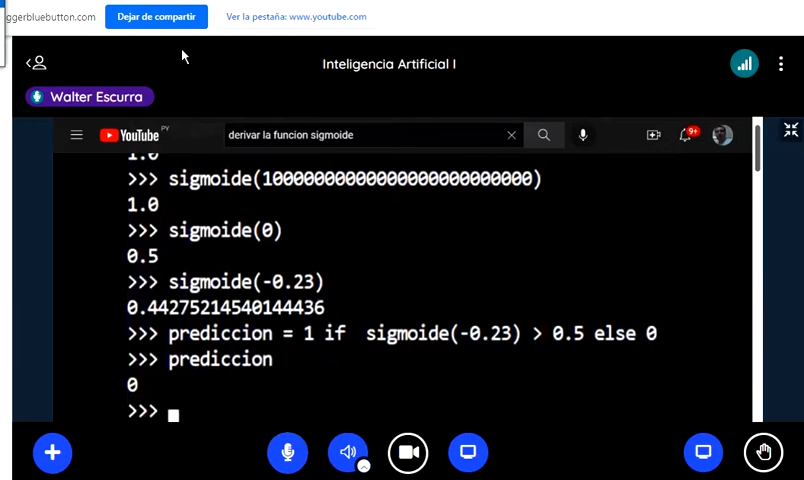 ggerbluebutton.com Dejar de compartir Ver la pestaña: www.youtube.com
Inteligencia Artificial I
Walter Escurra
YouTube PY derivar la funcion sigmoide 9+
1.0
>>> sigmoide(10000000000000000000000000)
1.0
>>> sigmoide(0)
0.5
>>> sigmoide(-0.23)
0.44275214540144436
>>> prediccion = 1 if  sigmoide(-0.23) > 0.5 else 0
>>> prediccion
0
>>>